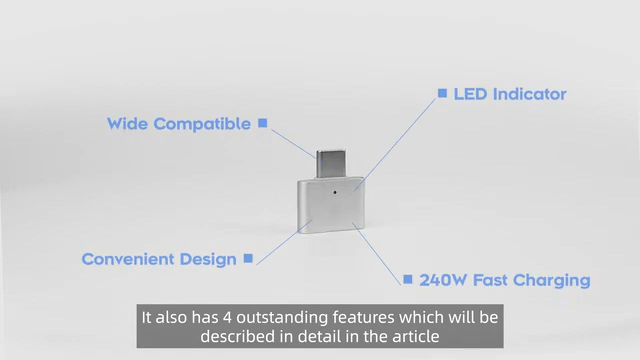 LED Indicator
Wide Compatible
Convenient Design
240W Fast Charging
It also has 4 outstanding features which will be
described in detail in the article